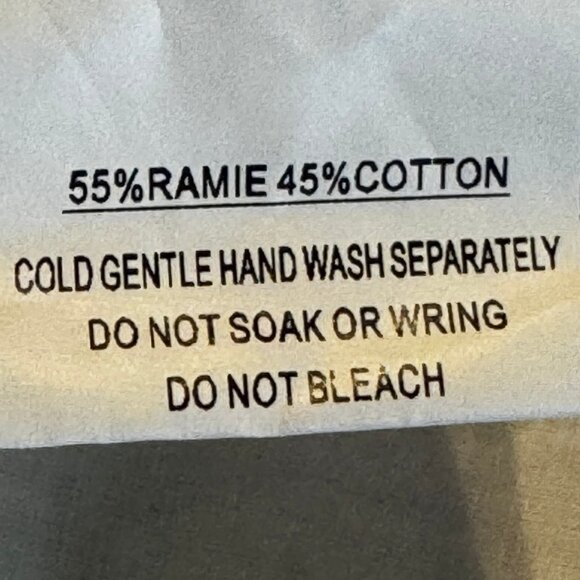 55%RAMIE 45%COTTON
COLD GENTLE HAND WASH SEPARATELY
DO NOT SOAK OR WRING
DO NOT BLEACH